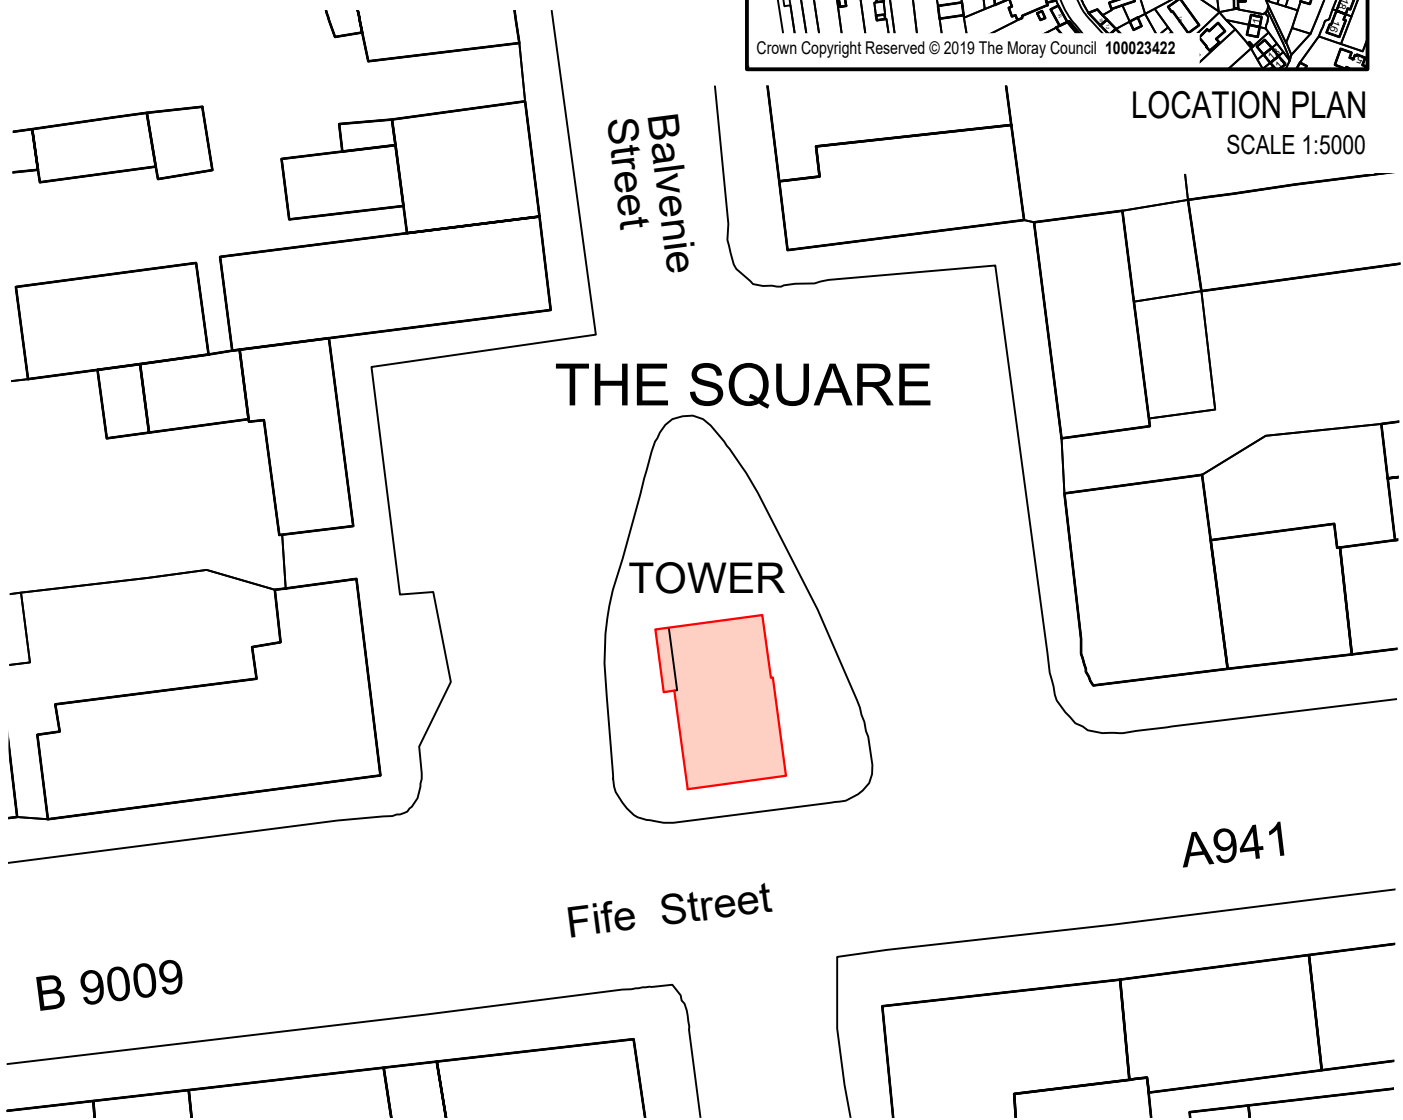 Crown Copyright Reserved © 2019 The Moray Council 100023422
LOCATION PLAN
SCALE 1:5000
Balvenie
Street
THE SQUARE
TOWER
A941
Fife Street
B 9009